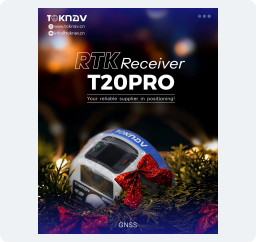 TOKNAV
www.toknav.cn
info@toknav.cn
RTK Receiver
T20PRO
Your reliable supplier in positioning!
TOKNAV
GNSS